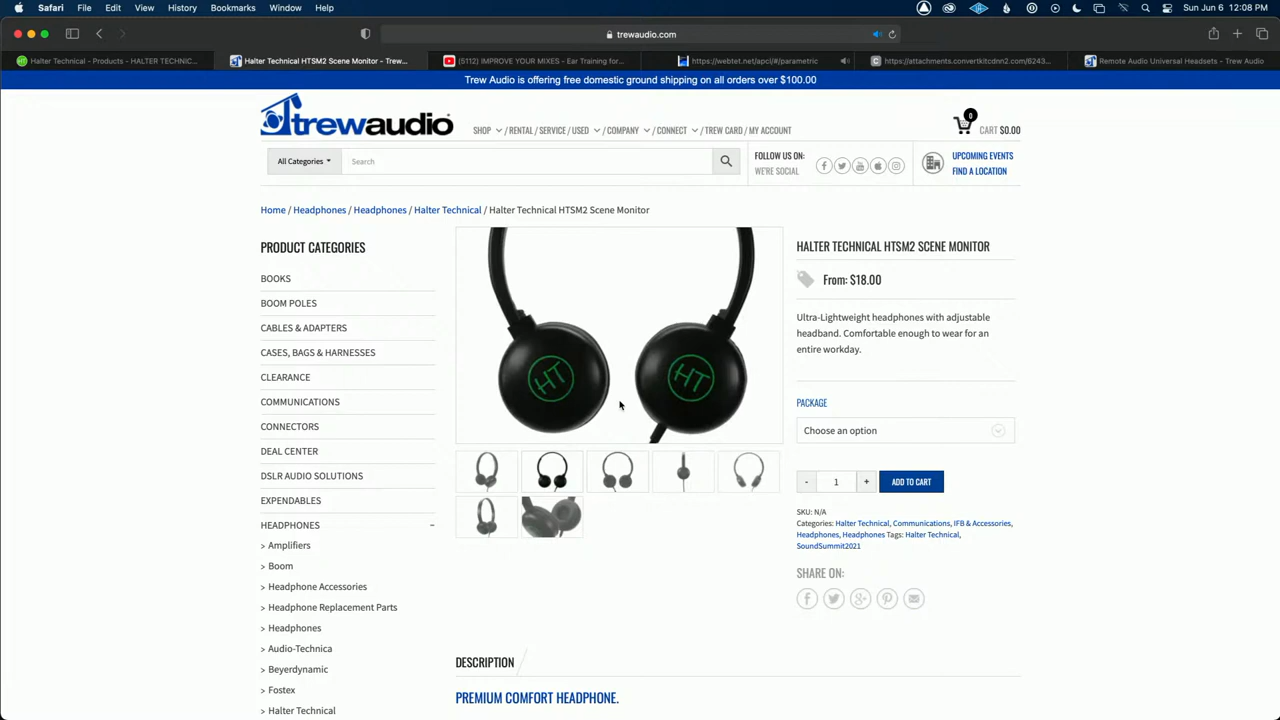 Safari File Edit View History Bookmarks Window Help
Sun Jun 6 12:08 PM
trewaudio.com
Halter Technical - Products - HALTER TECHNIC...
Halter Technical HTSM2 Scene Monitor - Trew...
(5112) IMPROVE YOUR MIXES - Ear Training for...
https://webtet.net/apcl/#/parametric
https://attachments.convertkitcdnn2.com/6243...
Remote Audio Universal Headsets - Trew Audio
Trew Audio is offering free domestic ground shipping on all orders over $100.00
trewaudio
SHOP / RENTAL / SERVICE / USED / COMPANY / CONNECT / TREW CARD / MY ACCOUNT
0
CART $0.00
All Categories
Search
FOLLOW US ON:
WE'RE SOCIAL
UPCOMING EVENTS
FIND A LOCATION
Home / Headphones / Headphones / Halter Technical / Halter Technical HTSM2 Scene Monitor
PRODUCT CATEGORIES
BOOKS
BOOM POLES
CABLES & ADAPTERS
CASES, BAGS & HARNESSES
CLEARANCE
COMMUNICATIONS
CONNECTORS
DEAL CENTER
DSLR AUDIO SOLUTIONS
EXPENDABLES
HEADPHONES -
> Amplifiers
> Boom
> Headphone Accessories
> Headphone Replacement Parts
> Headphones
> Audio-Technica
> Beyerdynamic
> Fostex
> Halter Technical
HT
HT
HALTER TECHNICAL HTSM2 SCENE MONITOR
From: $18.00
Ultra-Lightweight headphones with adjustable
headband. Comfortable enough to wear for an
entire workday.
PACKAGE
Choose an option
- 1 +
ADD TO CART
SKU: N/A
Categories: Halter Technical, Communications, IFB & Accessories,
Headphones, Headphones Tags: Halter Technical,
SoundSummit2021
SHARE ON:
DESCRIPTION
PREMIUM COMFORT HEADPHONE.